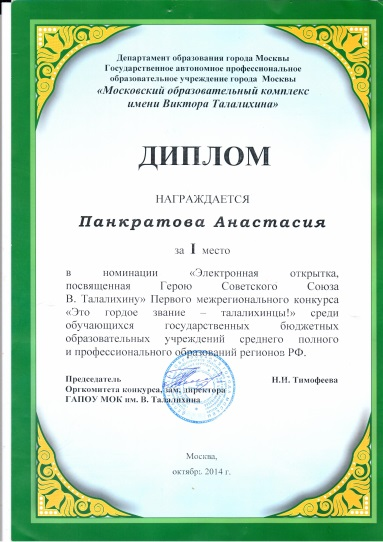 Департамент образования города Москвы
Государственное автономное профессиональное
образовательное учреждение города Москвы
«Московский образовательный комплекс
имени Виктора Талалихина»
ДИПЛОМ
НАГРАЖДАЕТСЯ
Панкратова Анастасия
за I место
в номинации «Электронная открытка,
посвященная Герою Советского Союза
В. Талалихину» Первого межрегионального конкурса
«Это гордое звание – талалихинцы!» среди
обучающихся государственных бюджетных
образовательных учреждений среднего полного
и профессионального образований регионов РФ.
Председатель Н.И. Тимофеева
Оргкомитета конкурса, зам. директора
ГАПОУ МОК им. В. Талалихина
Москва,
октябрь 2014 г.